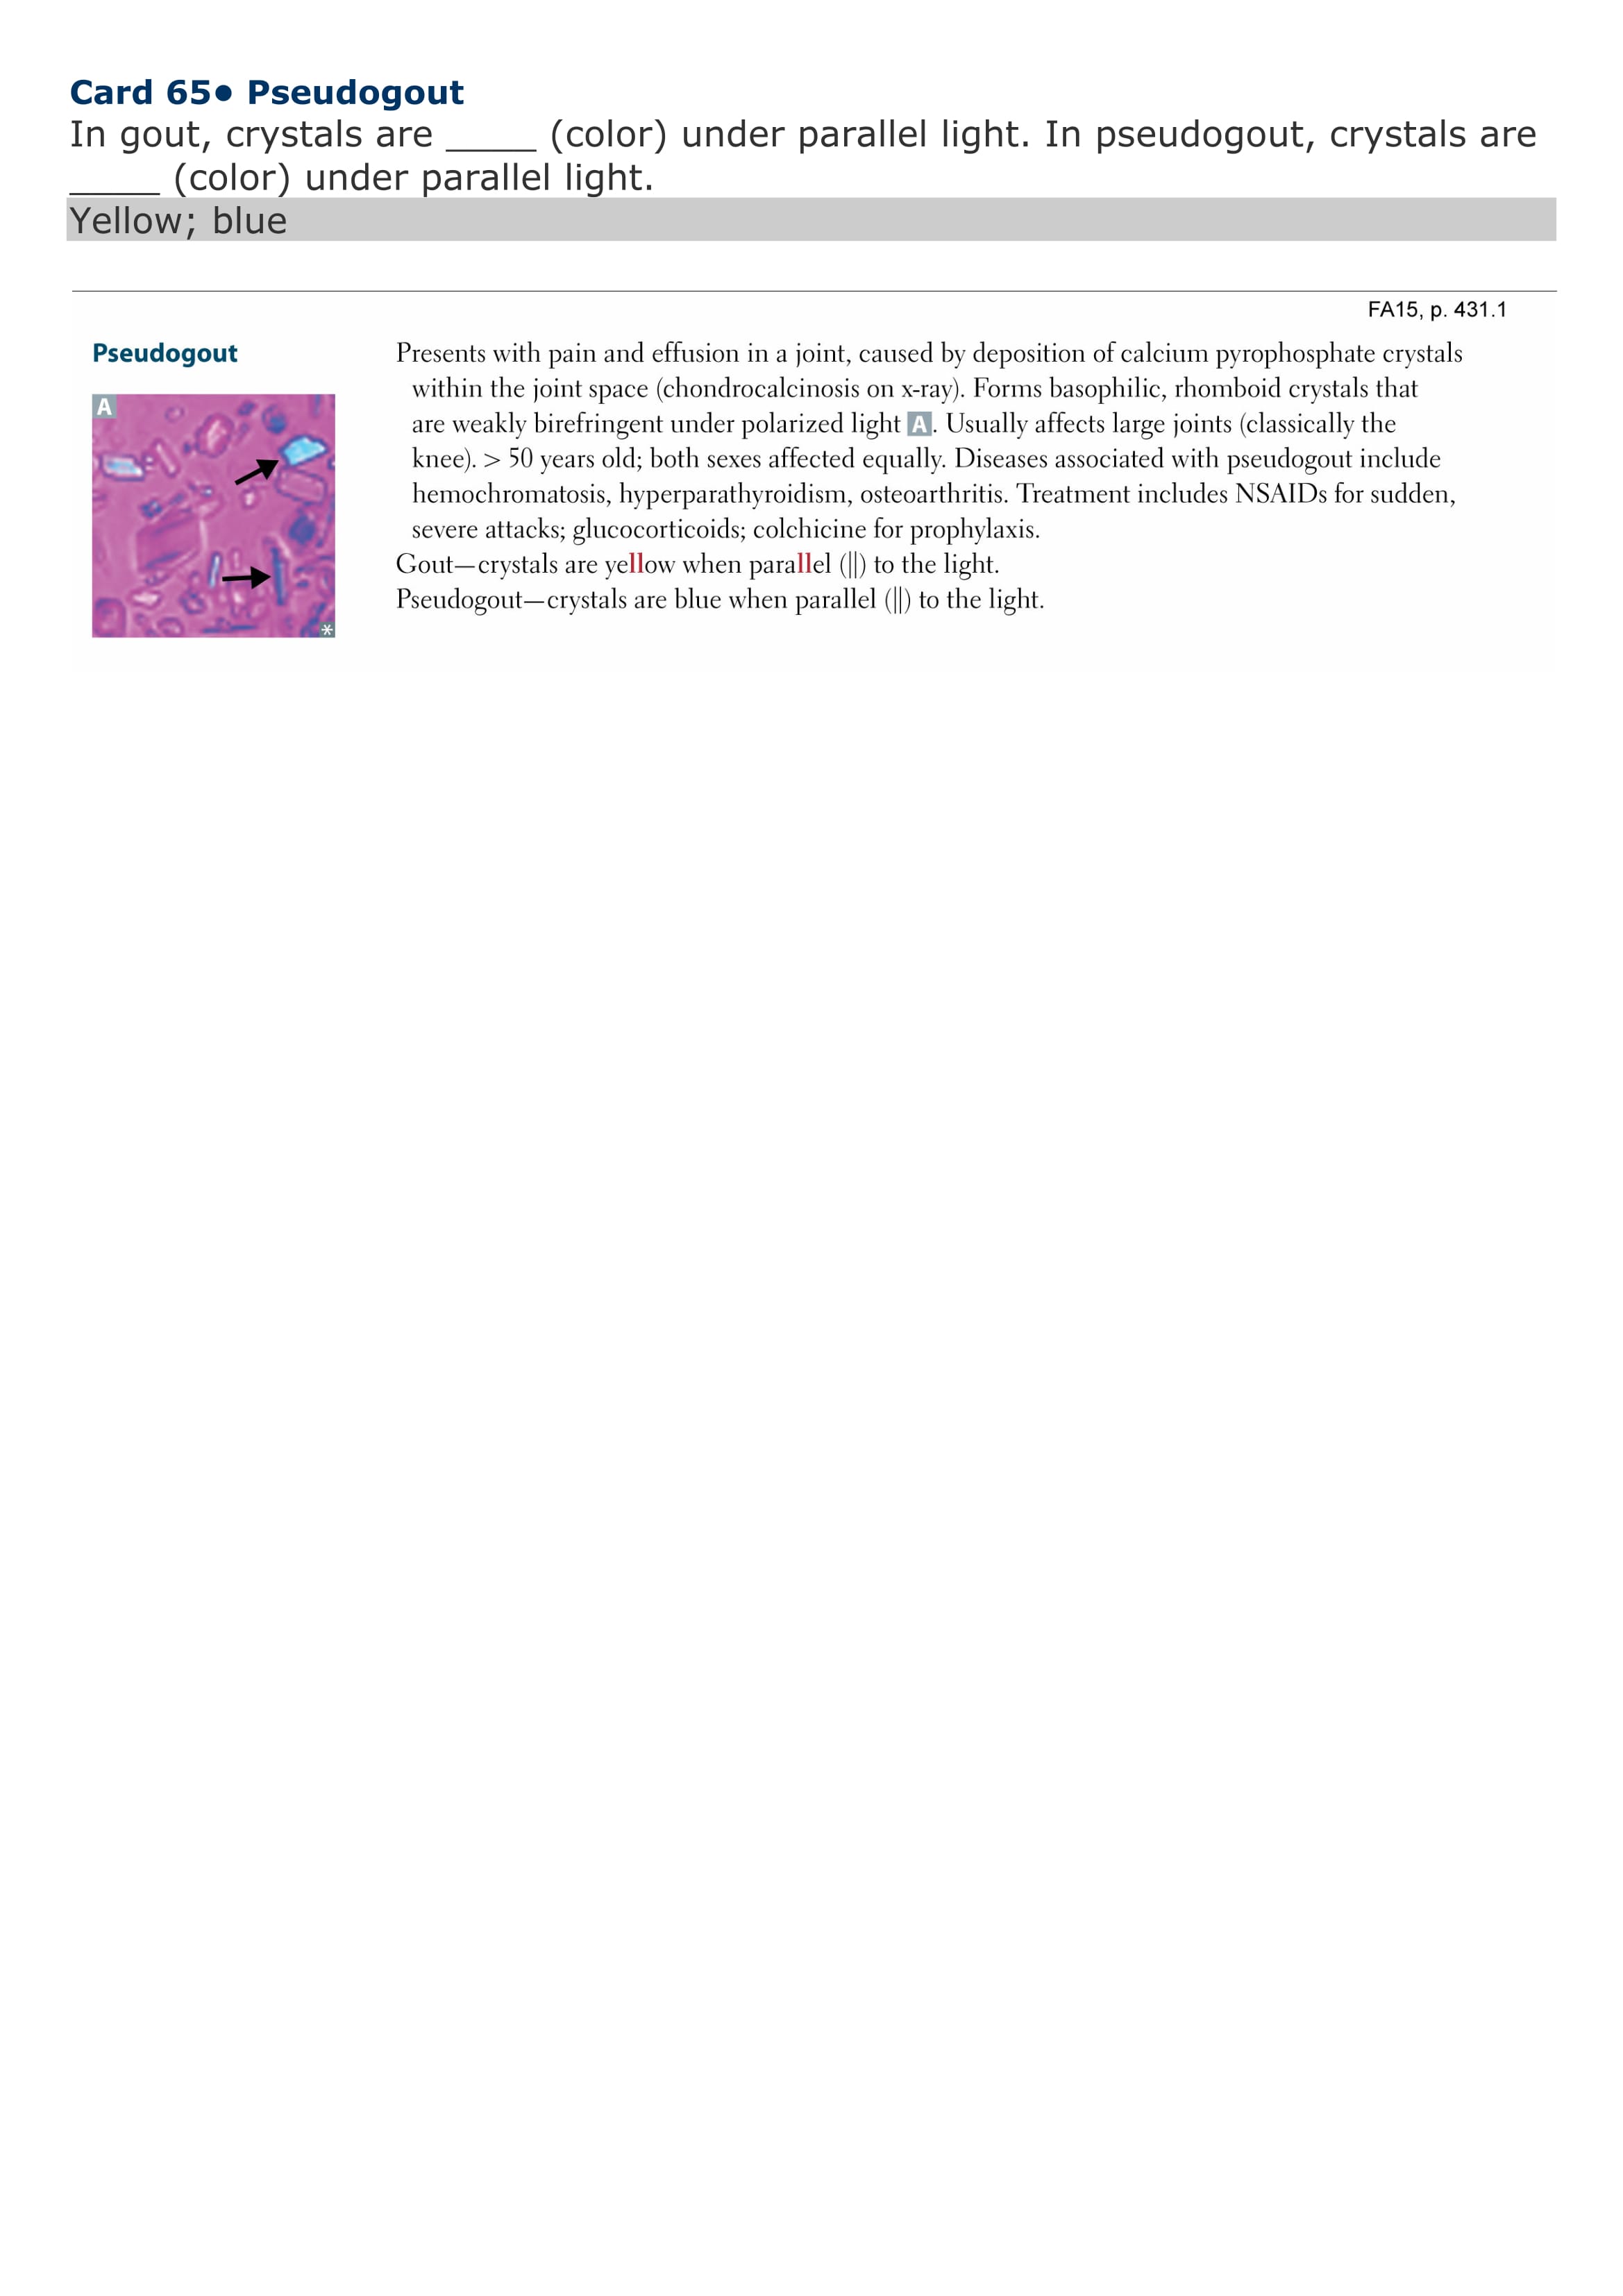 Card 65• Pseudogout
In gout, crystals are _____ (color) under parallel light. In pseudogout, crystals are
_____ (color) under parallel light.
Yellow; blue
FA15, p. 431.1
Pseudogout
A
*
Presents with pain and effusion in a joint, caused by deposition of calcium pyrophosphate crystals
within the joint space (chondrocalcinosis on x-ray). Forms basophilic, rhomboid crystals that
are weakly birefringent under polarized light A. Usually affects large joints (classically the
knee). > 50 years old; both sexes affected equally. Diseases associated with pseudogout include
hemochromatosis, hyperparathyroidism, osteoarthritis. Treatment includes NSAIDs for sudden,
severe attacks; glucocorticoids; colchicine for prophylaxis.
Gout—crystals are yellow when parallel (||) to the light.
Pseudogout—crystals are blue when parallel (||) to the light.